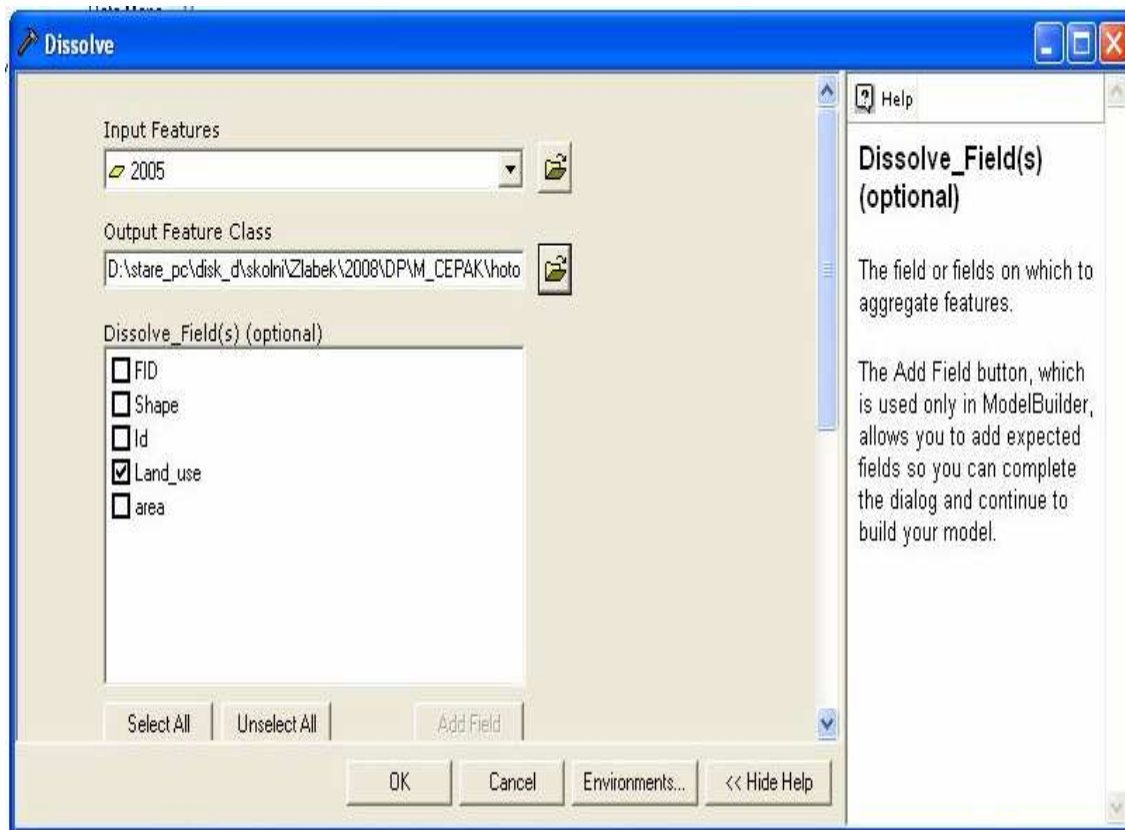 Dissolve
Input Features
2005
Output Feature Class
D:\stare_pc\disk_d\skolni\Zlabek\2008\DP\M_CEPAK\hoto
Dissolve_Field(s) (optional)
FID
Shape
Id
Land_use
area
Select All
Unselect All
Add Field
OK
Cancel
Environments...
<< Hide Help
Help
Dissolve_Field(s)
(optional)
The field or fields on which to
aggregate features.
The Add Field button, which
is used only in ModelBuilder,
allows you to add expected
fields so you can complete
the dialog and continue to
build your model.